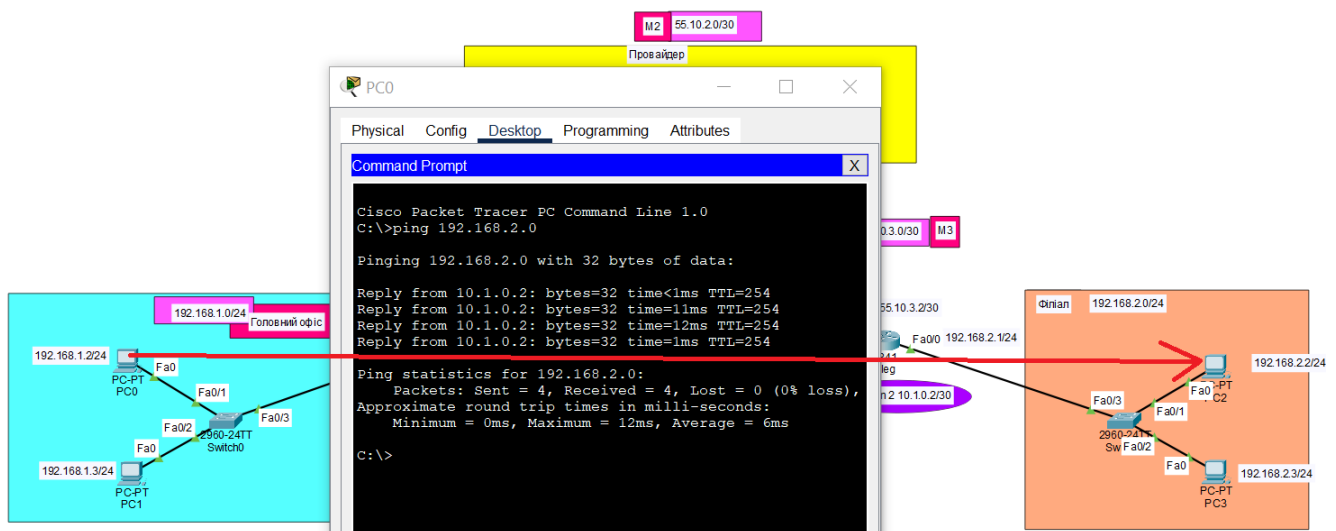 M2
55.10.2.0/30
Провайдер
PC0
Physical Config Desktop Programming Attributes
Command Prompt
X
Cisco Packet Tracer PC Command Line 1.0
C:\>ping 192.168.2.0
Pinging 192.168.2.0 with 32 bytes of data:
Reply from 10.1.0.2: bytes=32 time<1ms TTL=254
Reply from 10.1.0.2: bytes=32 time=11ms TTL=254
Reply from 10.1.0.2: bytes=32 time=12ms TTL=254
Reply from 10.1.0.2: bytes=32 time=1ms TTL=254
Ping statistics for 192.168.2.0:
Packets: Sent = 4, Received = 4, Lost = 0 (0% loss),
Approximate round trip times in milli-seconds:
Minimum = 0ms, Maximum = 12ms, Average = 6ms
C:\>
192.168.1.0/24
Головний офіс
192.168.1.2/24
Fa0
PC-PT
PC0
Fa0/1
Fa0/2
Fa0/3
2960-24TT
Switch0
Fa0
192.168.1.3/24
PC-PT
PC1
0.3.0/30
M3
55.10.3.2/30
Fa0/0
192.168.2.1/24
41
leg
n 2 10.1.0.2/30
Філіал
192.168.2.0/24
192.168.2.2/24
Fa0
-PT
PC2
Fa0/3
Fa0/1
2960-24TT
Sw
Fa0/2
Fa0
192.168.2.3/24
PC-PT
PC3